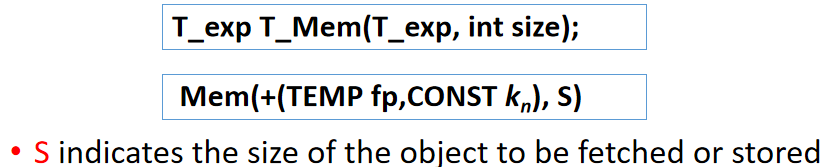 T_exp T_Mem(T_exp, int size);
Mem(+(TEMP fp,CONST kn), S)
• S indicates the size of the object to be fetched or stored